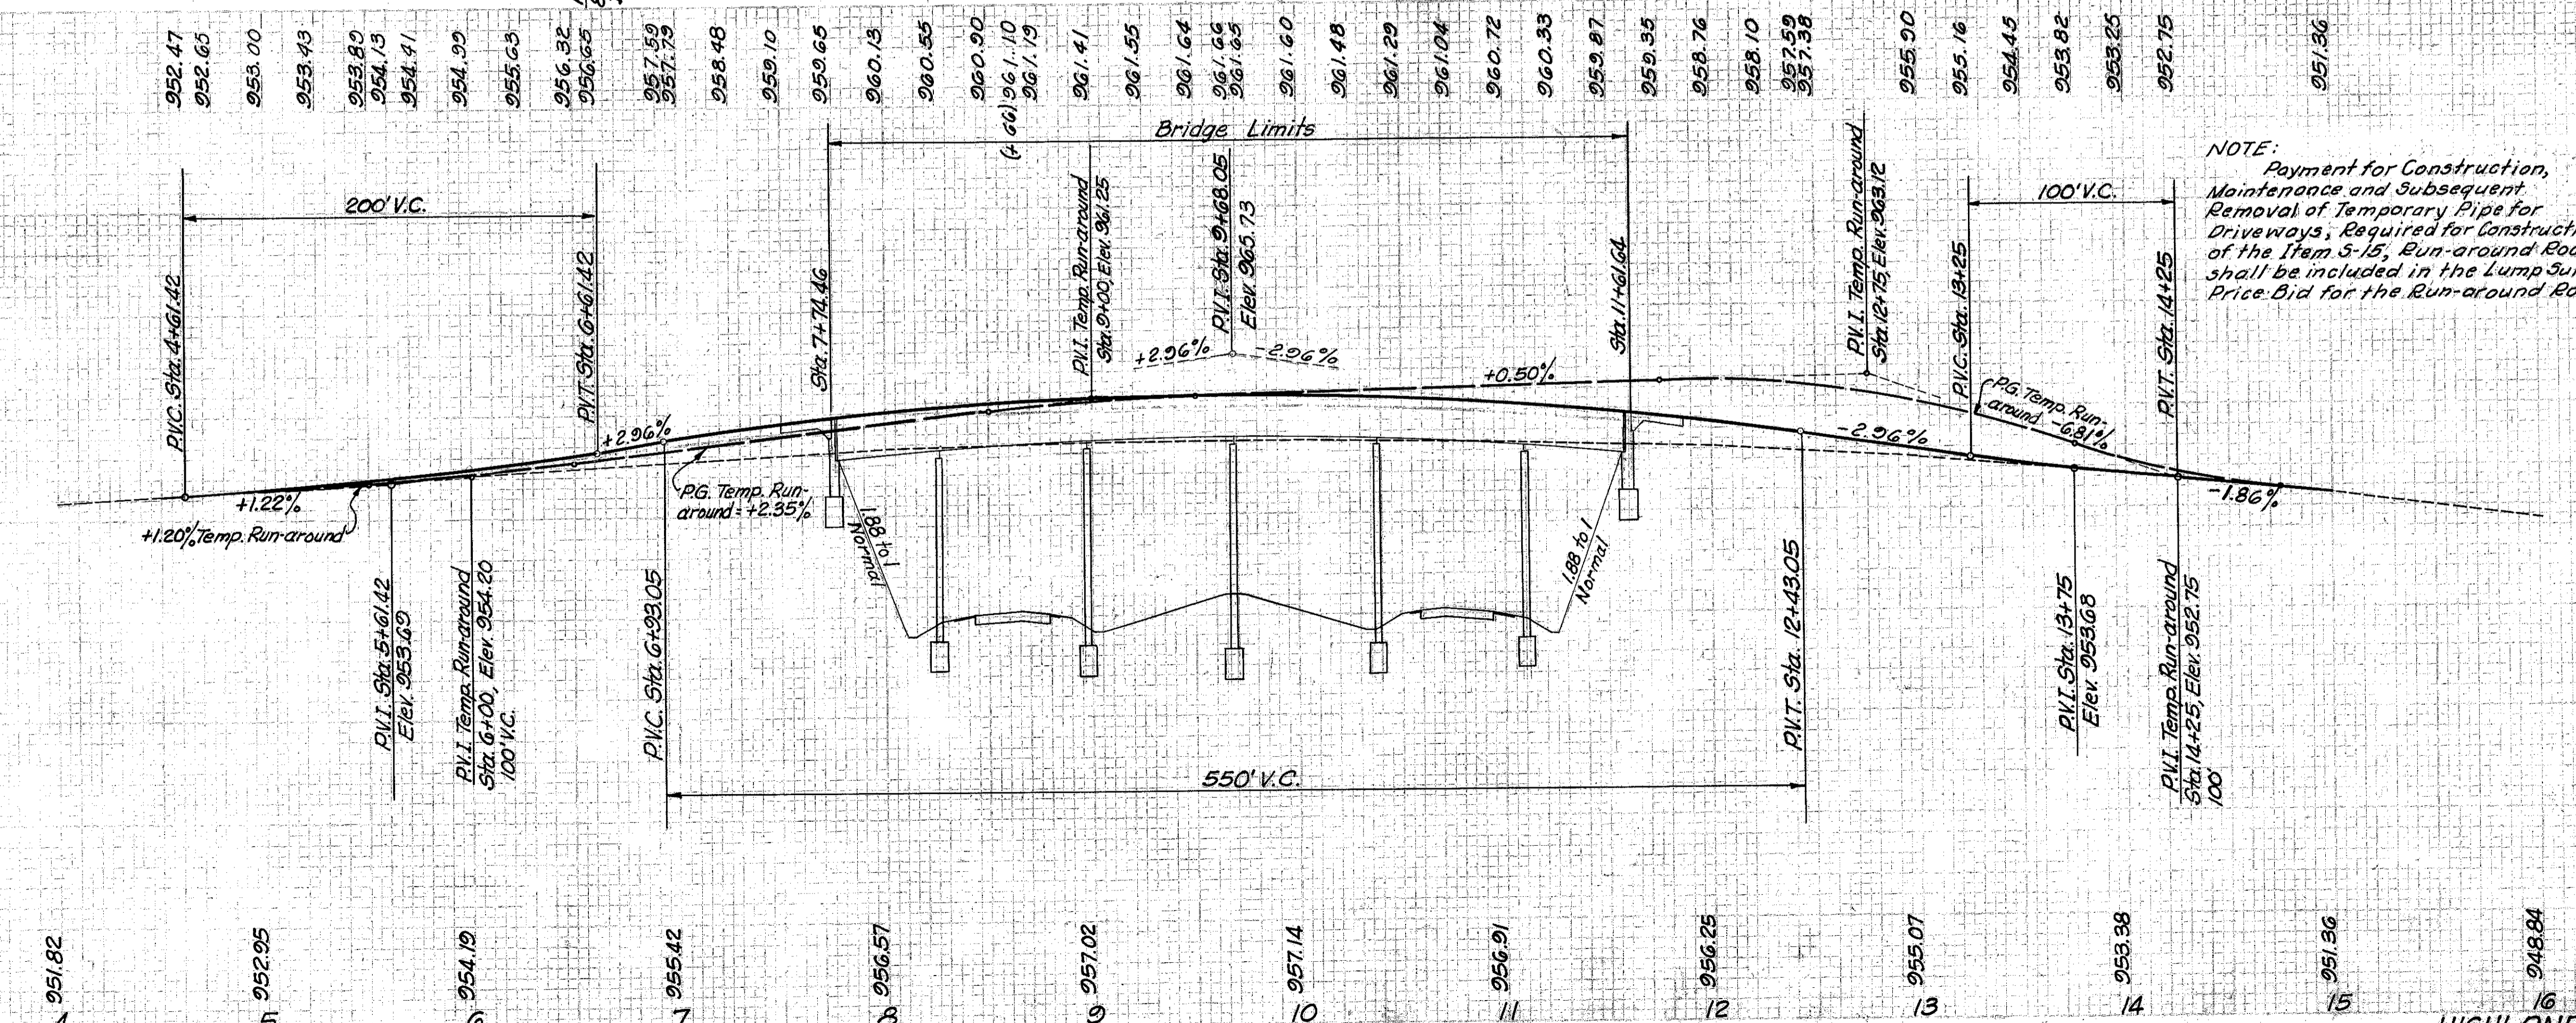 952.47
952.65
953.00
953.43
953.89
954.13
954.41
954.99
955.63
956.32
956.65
957.59
957.79
958.48
959.10
959.65
960.13
960.55
960.90
(+66) 961.10
961.19
961.41
961.55
961.64
961.66
961.65
961.60
961.48
961.29
961.04
960.72
960.33
959.87
959.35
958.76
958.10
957.59
957.38
955.90
955.16
954.45
953.82
953.25
952.75
951.36
Bridge Limits
NOTE:
Payment for Construction,
Maintenance and Subsequent
Removal of Temporary Pipe for
Driveways, Required for Constructi
of the Item S-15, Run-around Roa
shall be included in the Lump Su
Price Bid for the Run-around Ro
200' V.C.
100' V.C.
P.V.C. Sta. 4+61.42
P.V.T. Sta. 6+61.42
Sta. 7+74.46
P.V.I. Temp. Run-around
Sta. 9+00, Elev. 961.25
P.V.I. Sta. 9+68.05
Elev. 965.73
Sta. 11+61.64
P.V.I. Temp. Run-around
Sta. 12+75, Elev. 963.12
P.V.C. Sta. 13+25
P.V.T. Sta. 14+25
+2.96%
-2.96%
+0.50%
P.G. Temp. Run-
around -6.81%
+2.96%
-2.96%
+1.22%
+1.20% Temp. Run-around
P.G. Temp. Run-
around = +2.35%
-1.86%
1.88 to 1
Normal
1.88 to 1
Normal
P.V.I. Sta. 5+61.42
Elev. 953.69
P.V.I. Temp. Run-around
Sta. 6+00, Elev. 954.20
100' V.C.
P.V.C. Sta. 6+93.05
P.V.T. Sta. 12+43.05
P.V.I. Sta. 13+75
Elev. 953.68
P.V.I. Temp. Run-around
Sta. 14+25, Elev. 952.75
100'
550' V.C.
951.82
952.95
954.19
955.42
956.57
957.02
957.14
956.91
956.25
955.07
953.38
951.36
948.84
4
5
6
7
8
9
10
11
12
13
14
15
16